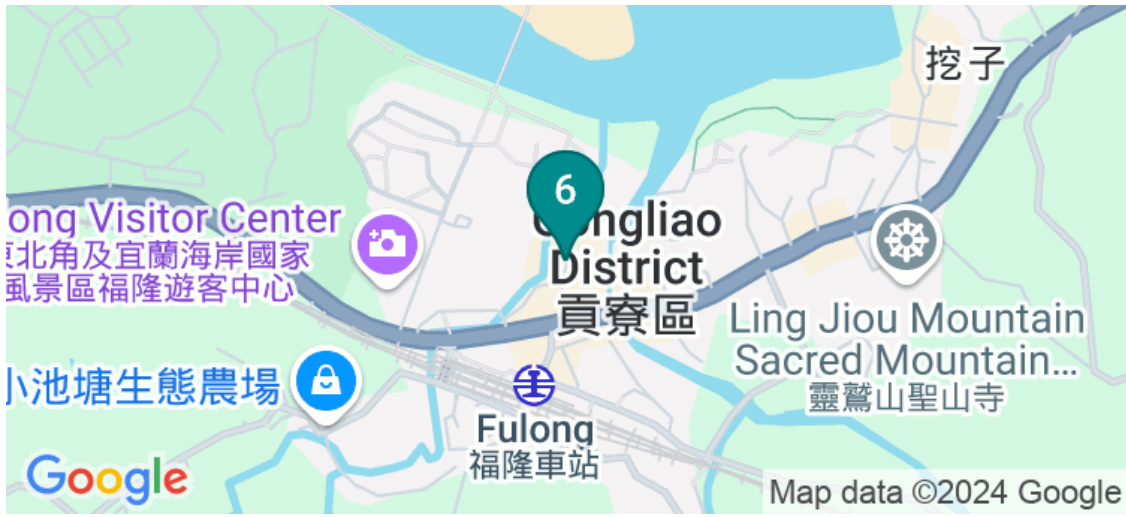 挖子
6
ong Visitor Center
東北角及宜蘭海岸國家
風景區福隆遊客中心
Gongliao
District
貢寮區
Ling Jiou Mountain
Sacred Mountain...
靈鷲山聖山寺
小池塘生態農場
Fulong
福隆車站
Google
Map data ©2024 Google